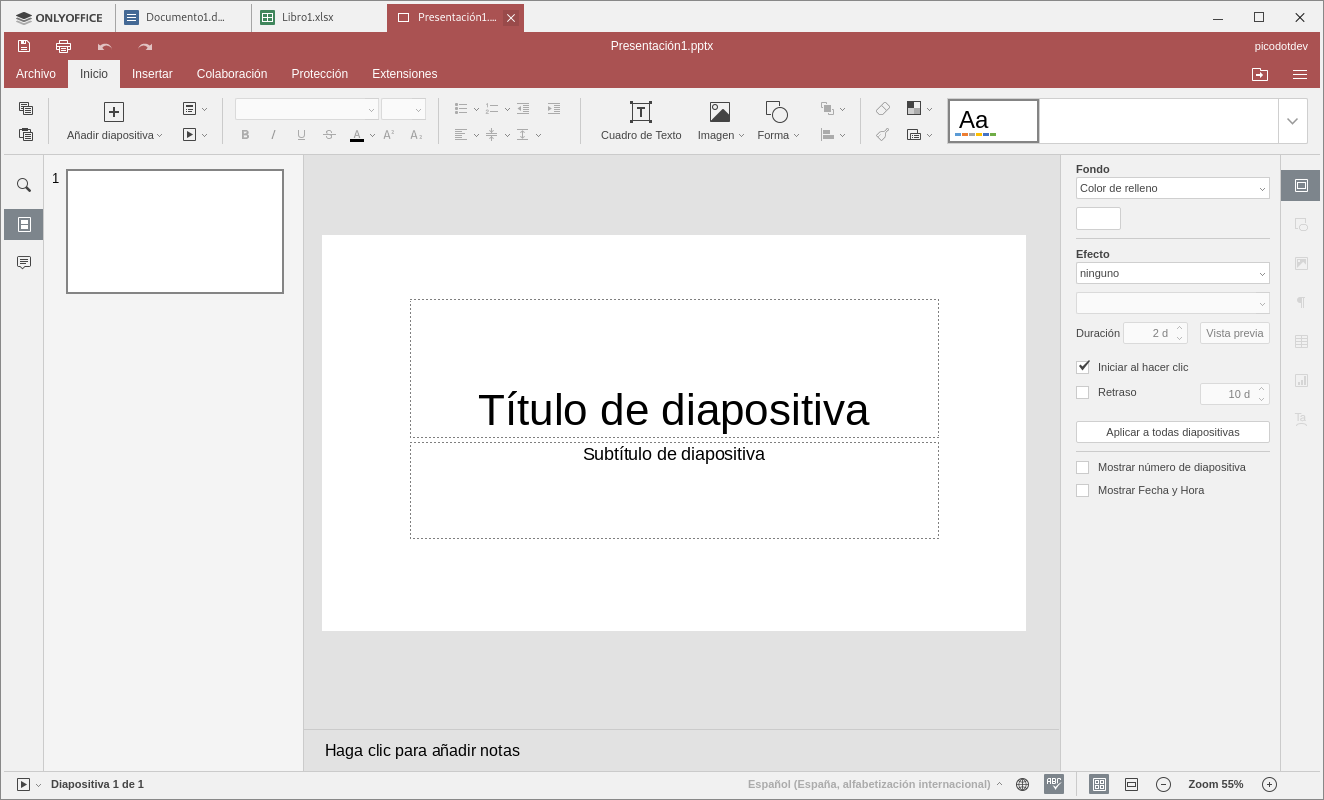 ONLYOFFICE
Documento1.d...
Libro1.xlsx
Presentación1....
Presentación1.pptx
picodotdev
Archivo
Inicio
Insertar
Colaboración
Protección
Extensiones
Añadir diapositiva
B I U S A A² A₂
Cuadro de Texto
Imagen
Forma
Aa
1
Título de diapositiva
Subtítulo de diapositiva
Haga clic para añadir notas
Fondo
Color de relleno
Efecto
ninguno
Duración 2 d Vista previa
Iniciar al hacer clic
Retraso 10 d
Aplicar a todas diapositivas
Mostrar número de diapositiva
Mostrar Fecha y Hora
Diapositiva 1 de 1
Español (España, alfabetización internacional)
ABC
Zoom 55%